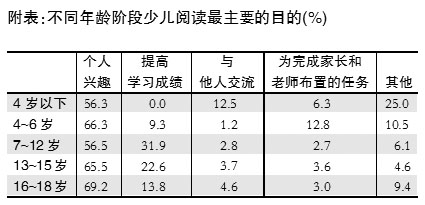 附表:不同年龄阶段少儿阅读最主要的目的(%)
个人兴趣 提高学习成绩 与他人交流 为完成家长和老师布置的任务 其他
4 岁以下 56.3 0.0 12.5 6.3 25.0
4~6 岁 66.3 9.3 1.2 12.8 10.5
7~12 岁 56.5 31.9 2.8 2.7 6.1
13~15 岁 65.5 22.6 3.7 3.6 4.6
16~18 岁 69.2 13.8 4.6 3.0 9.4